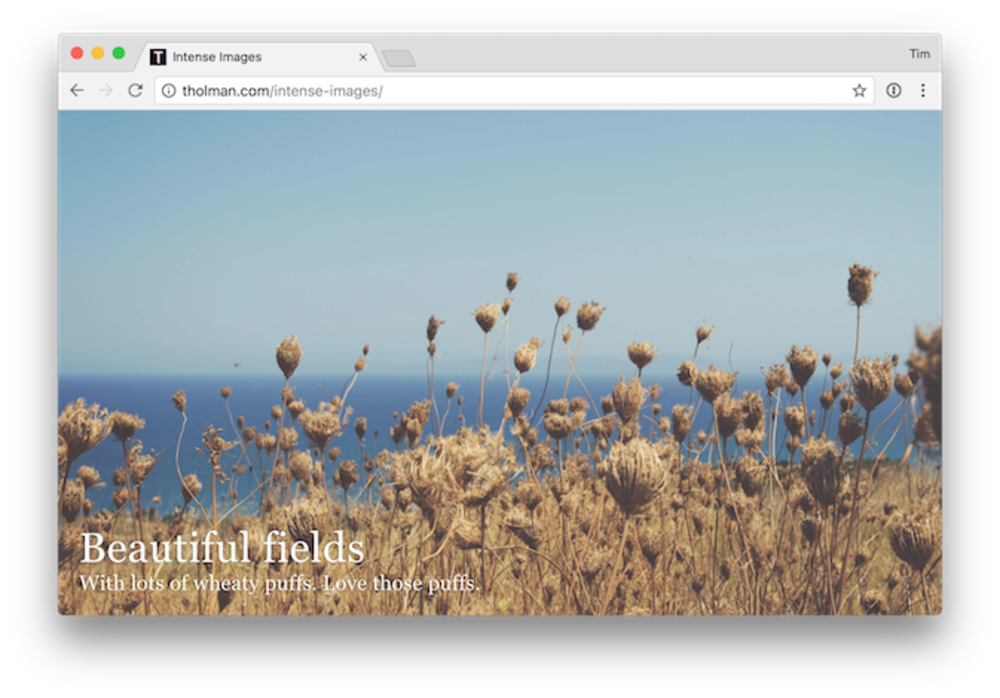 Intense Images
Tim
tholman.com/intense-images/
Beautiful fields
With lots of wheaty puffs. Love those puffs.